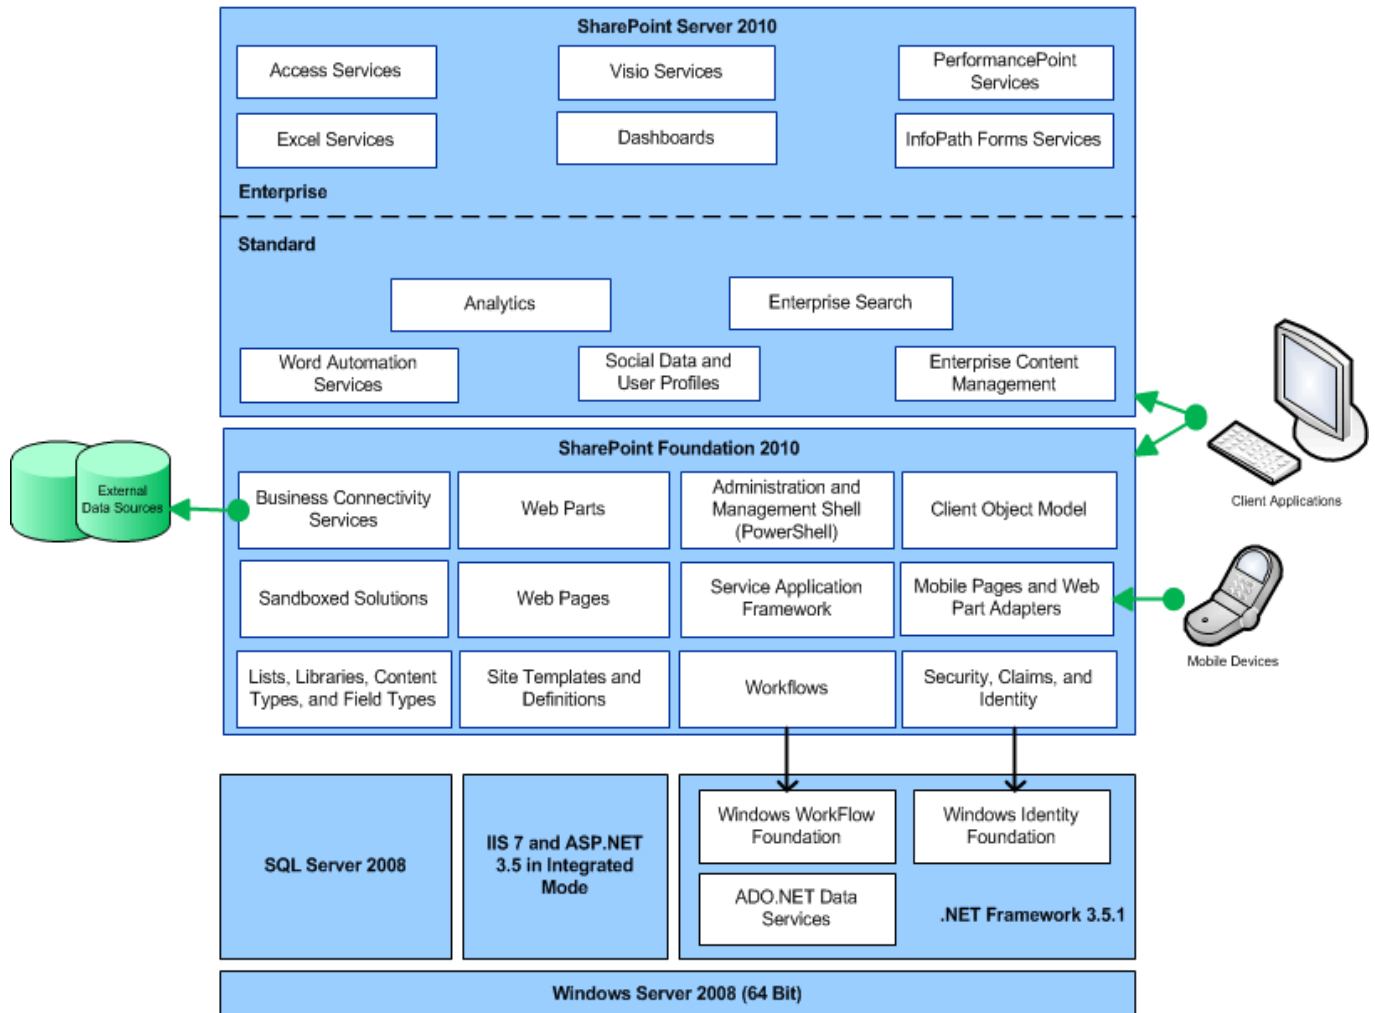 SharePoint Server 2010
Access Services
Visio Services
PerformancePoint
Services
Excel Services
Dashboards
InfoPath Forms Services
Enterprise
Standard
Analytics
Enterprise Search
Word Automation
Services
Social Data and
User Profiles
Enterprise Content
Management
Client Applications
SharePoint Foundation 2010
External
Data Sources
Business Connectivity
Services
Web Parts
Administration and
Management Shell
(PowerShell)
Client Object Model
Sandboxed Solutions
Web Pages
Service Application
Framework
Mobile Pages and Web
Part Adapters
Mobile Devices
Lists, Libraries, Content
Types, and Field Types
Site Templates and
Definitions
Workflows
Security, Claims, and
Identity
SQL Server 2008
IIS 7 and ASP.NET
3.5 in Integrated
Mode
Windows WorkFlow
Foundation
Windows Identity
Foundation
ADO.NET Data
Services
.NET Framework 3.5.1
Windows Server 2008 (64 Bit)